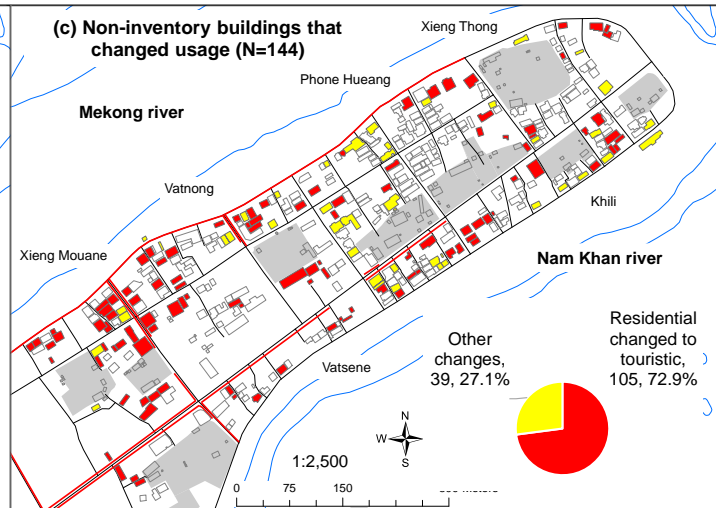 (c) Non-inventory buildings that
changed usage (N=144)
Xieng Thong
Phone Hueang
Mekong river
Vatnong
Khili
Xieng Mouane
Nam Khan river
Residential
changed to
touristic,
105, 72.9%
Other
changes,
39, 27.1%
Vatsene
N
W
S
1:2,500
0 75 150